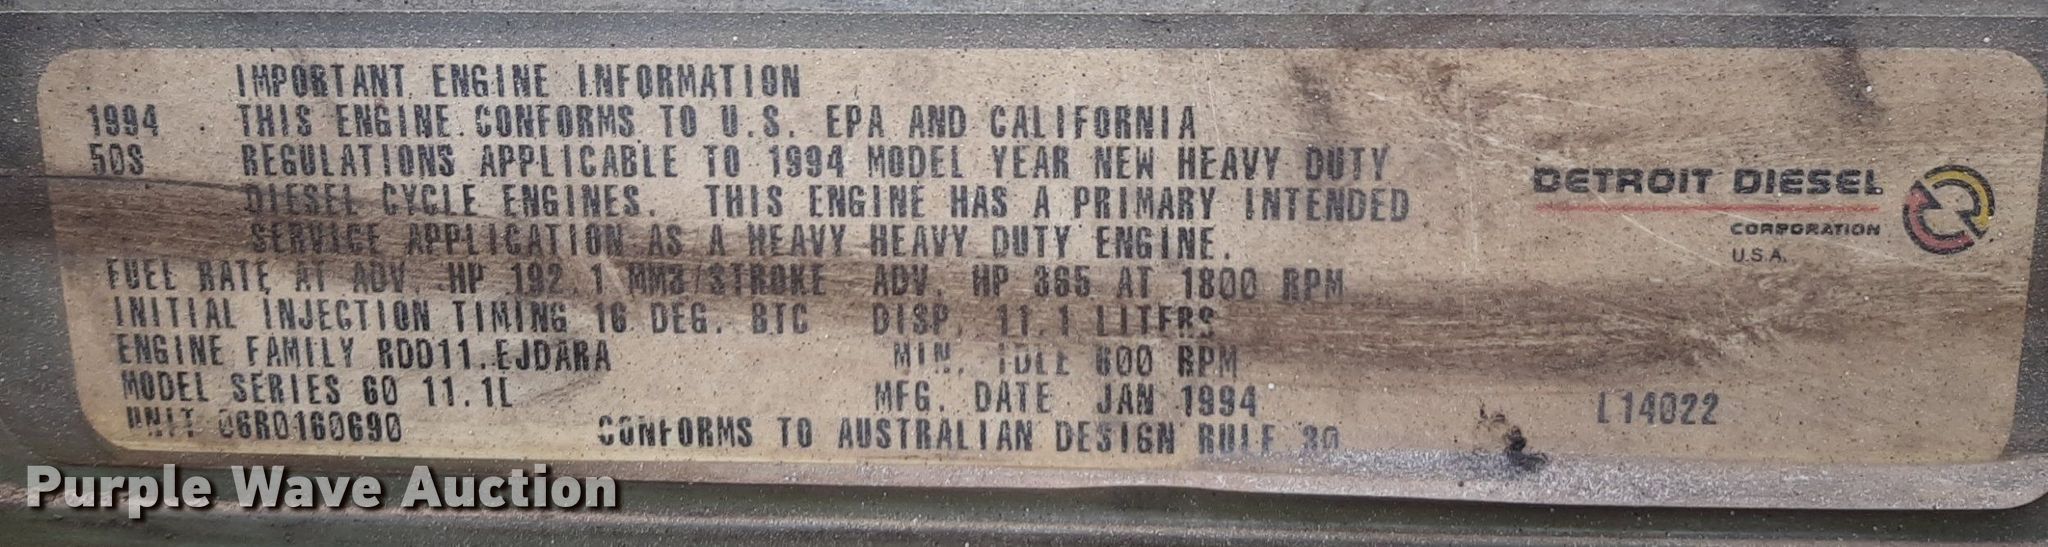 IMPORTANT ENGINE INFORMATION
1994 THIS ENGINE CONFORMS TO U.S. EPA AND CALIFORNIA
50S REGULATIONS APPLICABLE TO 1994 MODEL YEAR NEW HEAVY DUTY
DIESEL CYCLE ENGINES. THIS ENGINE HAS A PRIMARY INTENDED
SERVICE APPLICATION AS A HEAVY HEAVY DUTY ENGINE.
FUEL RATE AT ADV. HP 192.1 MM3/STROKE ADV. HP 365 AT 1800 RPM
INITIAL INJECTION TIMING 16 DEG. BTC DISP. 11.1 LITERS
ENGINE FAMILY RDD11.EJDARA MIN. IDLE 600 RPM
MODEL SERIES 60 11.1L MFG. DATE JAN 1994
UNIT 06R0160690 CONFORMS TO AUSTRALIAN DESIGN RULE 30
L14022
DETROIT DIESEL
CORPORATION
U.S.A.
Purple Wave Auction